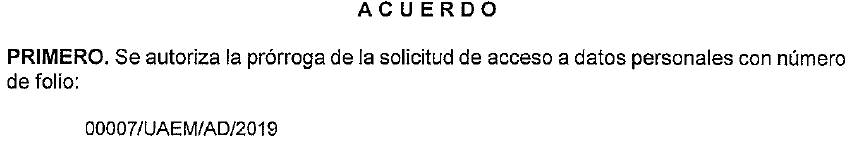 A C U E R D O
PRIMERO. Se autoriza la prórroga de la solicitud de acceso a datos personales con número
de folio:
00007/UAEM/AD/2019